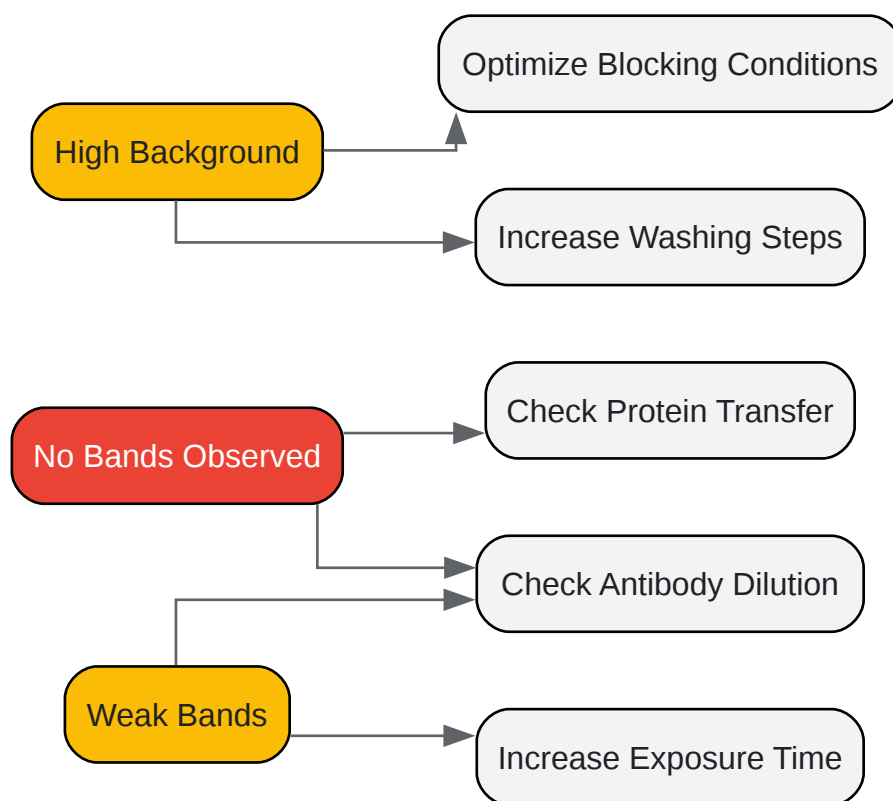 Optimize Blocking Conditions
High Background
Increase Washing Steps
Check Protein Transfer
No Bands Observed
Check Antibody Dilution
Weak Bands
Increase Exposure Time